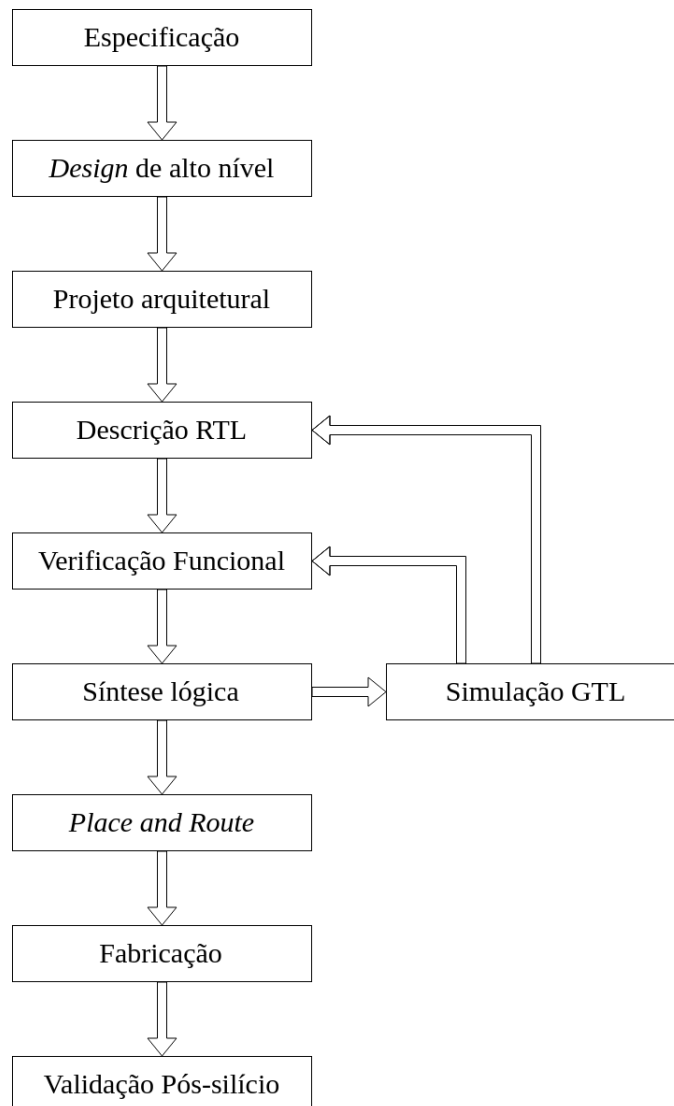 Especificação
Design de alto nível
Projeto arquitetural
Descrição RTL
Verificação Funcional
Síntese lógica
Simulação GTL
Place and Route
Fabricação
Validação Pós-silício